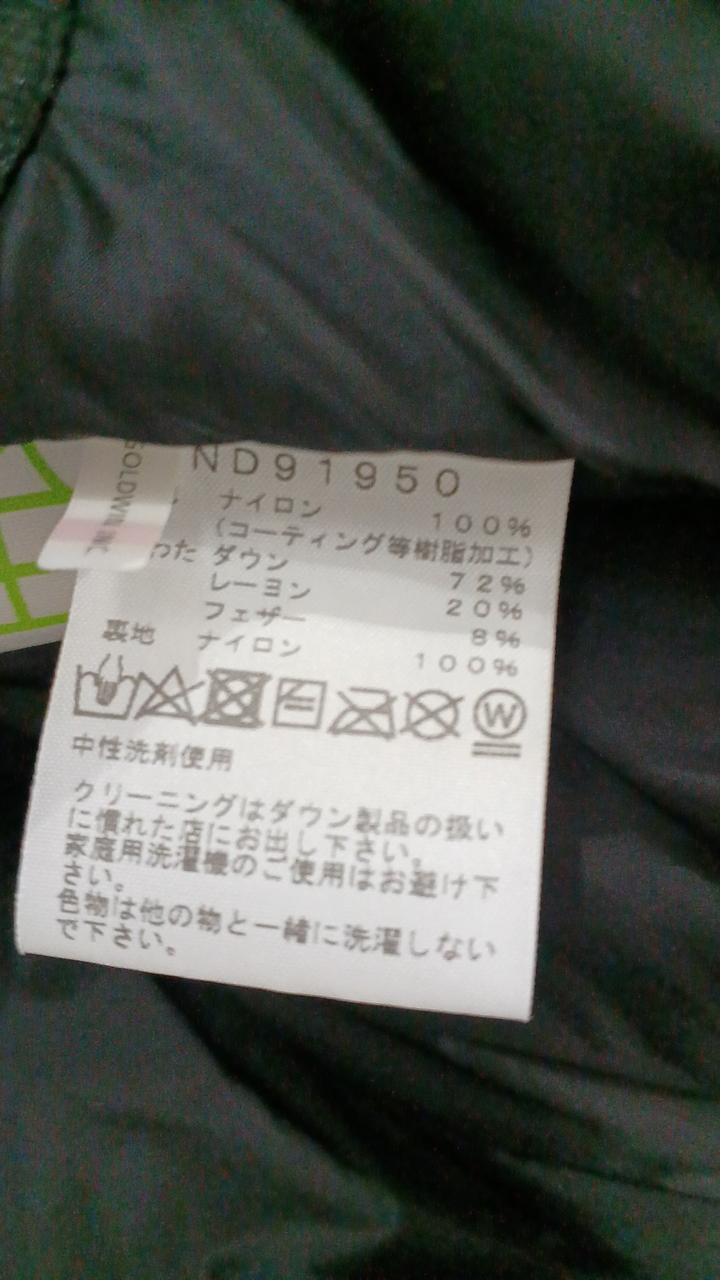 ND91950
ナイロン 100%
(コーティング等樹脂加工)
わた ダウン 72%
レーヨン 20%
フェザー 8%
裏地 ナイロン 100%
W
中性洗剤使用
クリーニングはダウン製品の扱い
に慣れた店にお出し下さい。
家庭用洗濯機のご使用はお避け下
さい。
色物は他の物と一緒に洗濯しない
で下さい。
GOLDWIN INC